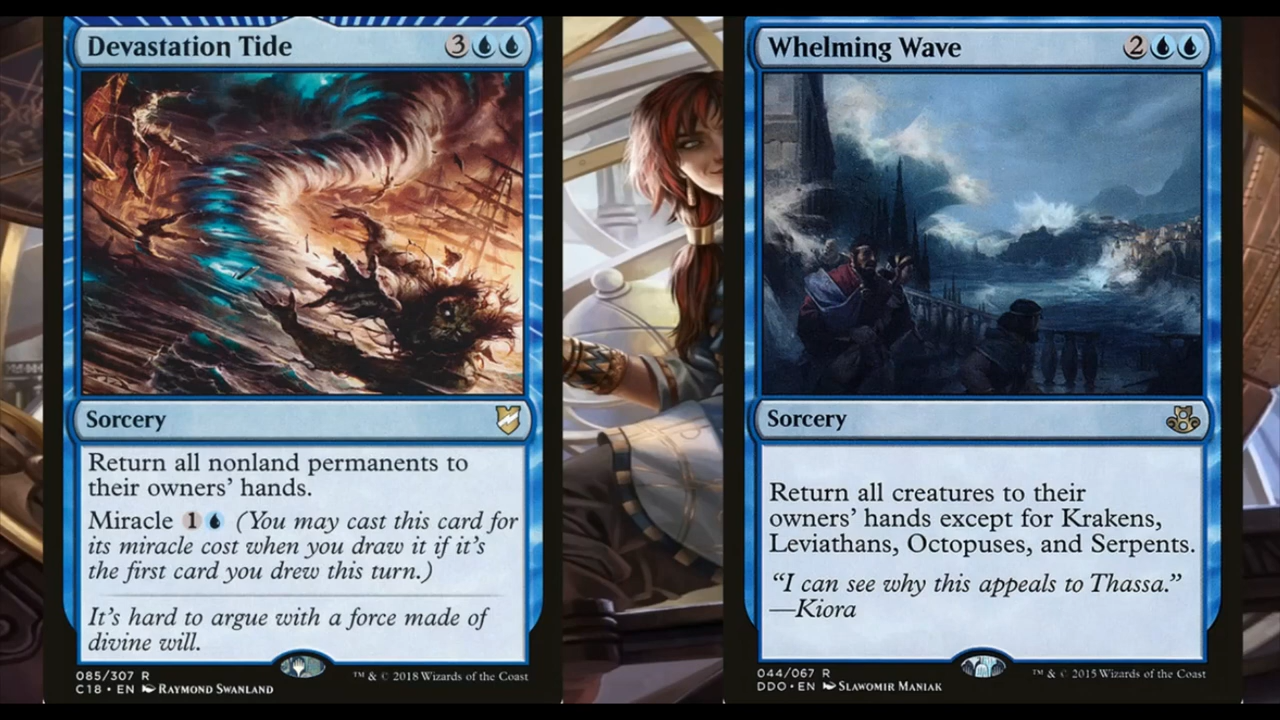 Devastation Tide 3
Sorcery
Return all nonland permanents to
their owners' hands.
Miracle 1 (You may cast this card for
its miracle cost when you draw it if it's
the first card you drew this turn.)
It's hard to argue with a force made of
divine will.
085/307 R
C18 • EN Raymond Swanland
™ & © 2018 Wizards of the Coast
Whelming Wave 2
Sorcery
Return all creatures to their
owners' hands except for Krakens,
Leviathans, Octopuses, and Serpents.
"I can see why this appeals to Thassa."
—Kiora
044/067 R
DDO • EN Slawomir Maniak
™ & © 2015 Wizards of the Coast